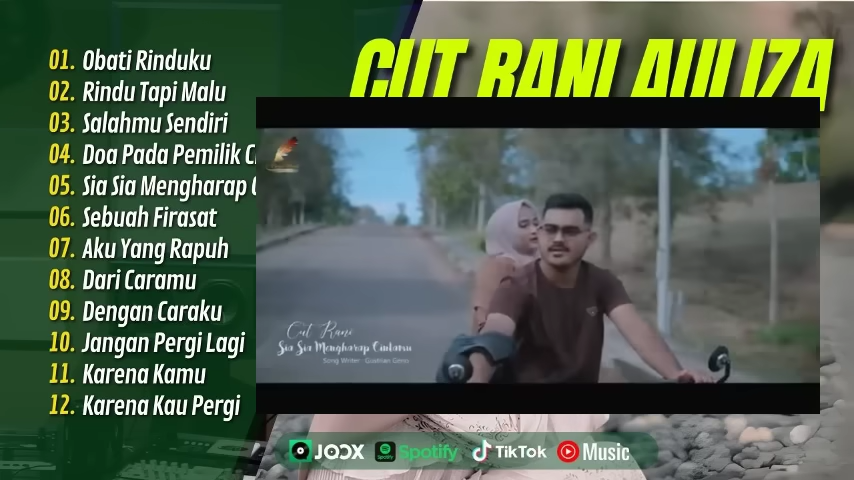 CUT RANI AULIZA
01. Obati Rinduku
02. Rindu Tapi Malu
03. Salahmu Sendiri
04. Doa Pada Pemilik
05. Sia Sia Mengharap
06. Sebuah Firasat
07. Aku Yang Rapuh
08. Dari Caramu
09. Dengan Caraku
10. Jangan Pergi Lagi
11. Karena Kamu
12. Karena Kau Pergi
Cut Rani
Sia Sia Mengharap Cintamu
Song Writer : Gustrian Geno
JOOX Spotify TikTok Music